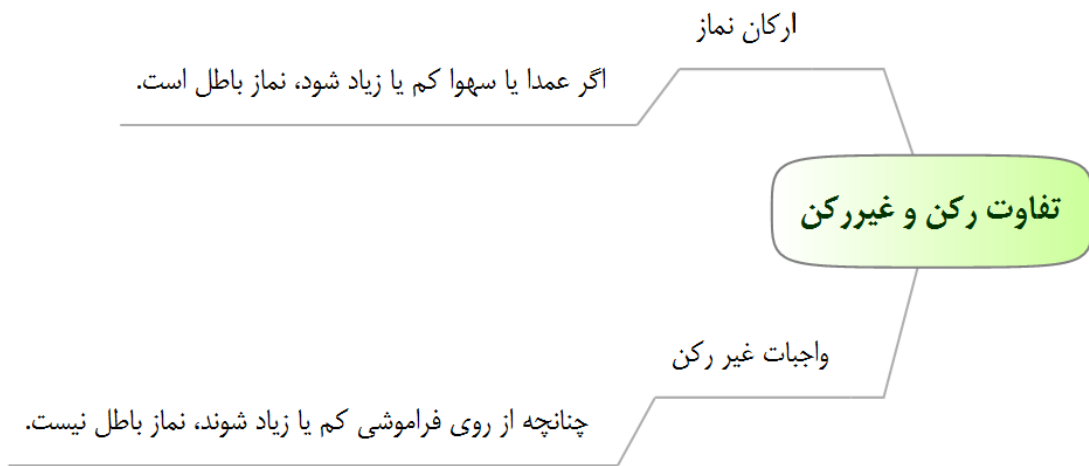 ارکان نماز
اگر عمدا یا سهوا کم یا زیاد شود، نماز باطل است.
تفاوت رکن و غیررکن
واجبات غیر رکن
چنانچه از روی فراموشی کم یا زیاد شوند، نماز باطل نیست.